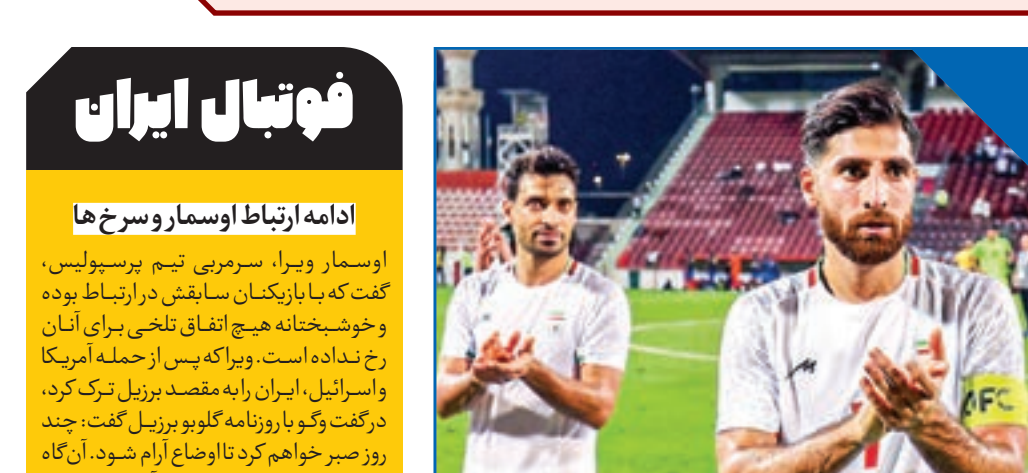 فوتبال ایران
ادامه ارتباط اوسمار و سرخ‌ها
اوسمار ویرا، سرمربی تیم پرسپولیس،
گفت که با بازیکنان سابقش در ارتباط بوده
و خوشبختانه هیچ اتفاق تلخی برای آنان
رخ نداده است. ویرا که پس از حمله آمریکا
و اسرائیل، ایران را به مقصد برزیل ترک کرد،
در گفت‌وگو با روزنامه گلوبو برزیل گفت: چند
روز صبر خواهم کرد تا اوضاع آرام شود. آن‌گاه
AFC